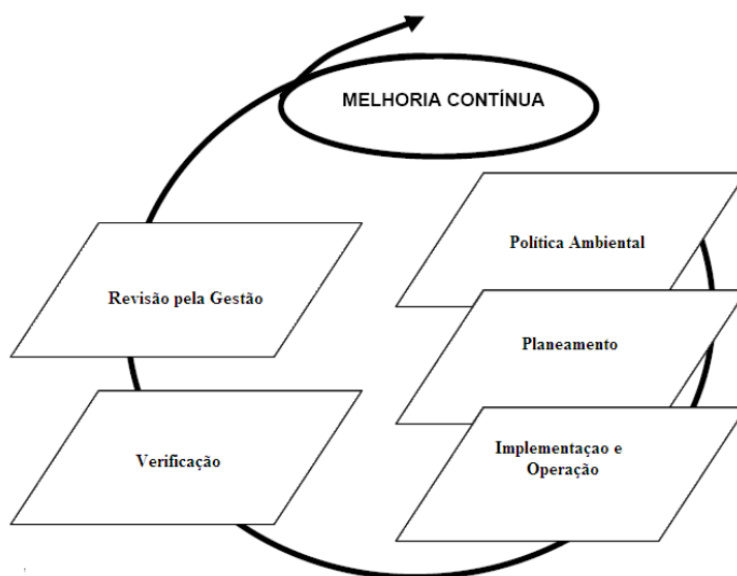 MELHORIA CONTÍNUA
Política Ambiental
Revisão pela Gestão
Planeamento
Verificação
Implementaçao e
Operação